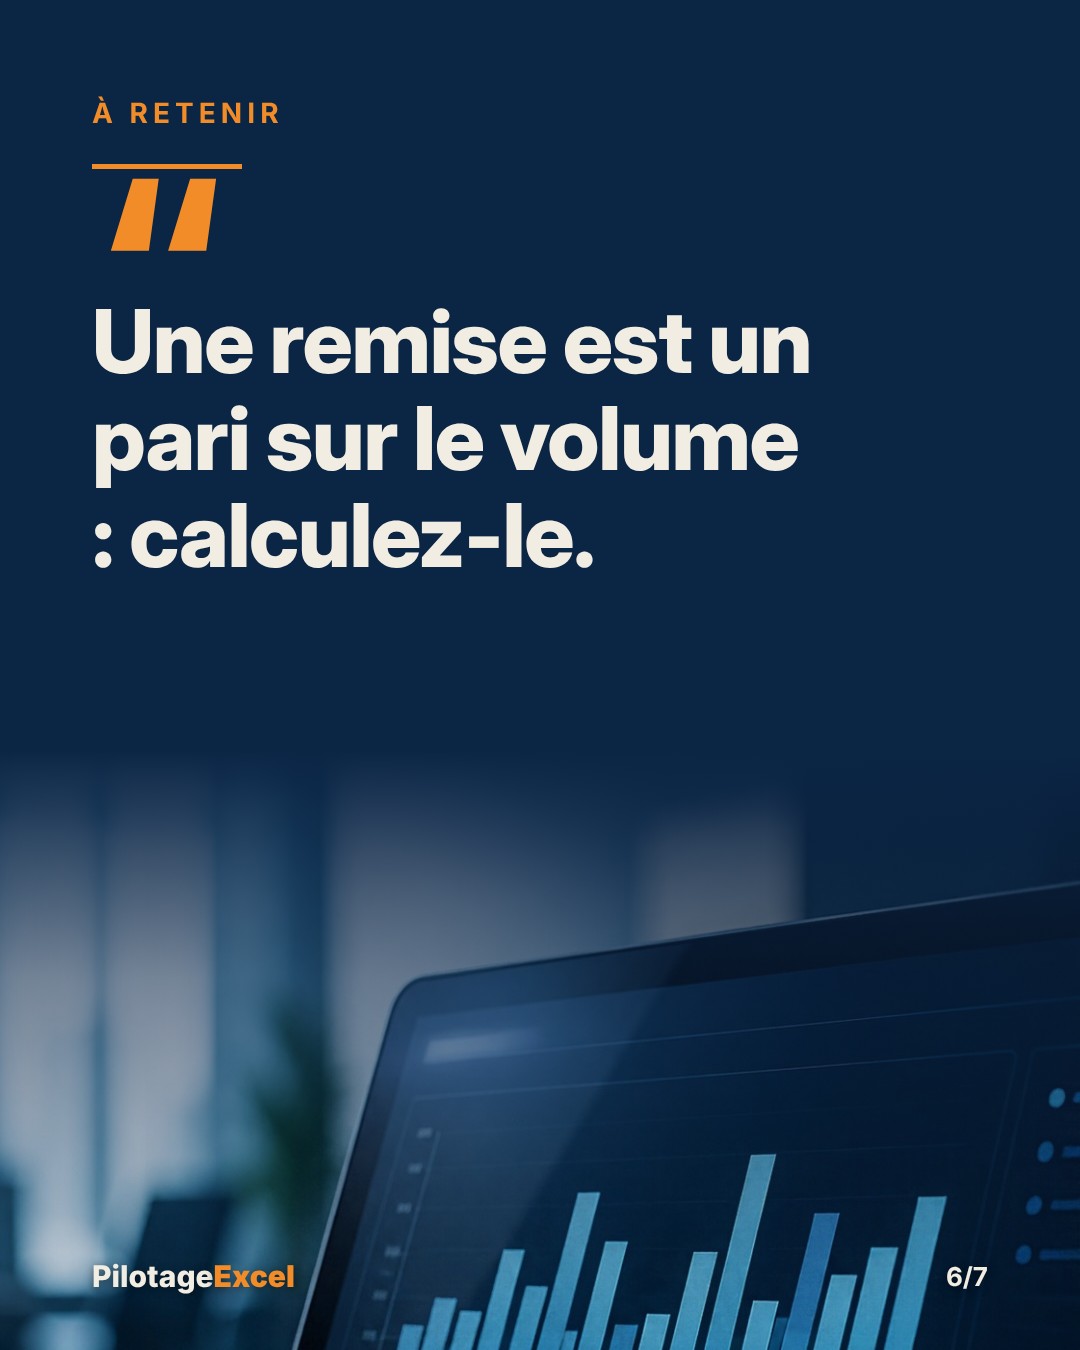 À RETENIR
"
Une remise est un
pari sur le volume
: calculez-le.
PilotageExcel
6/7